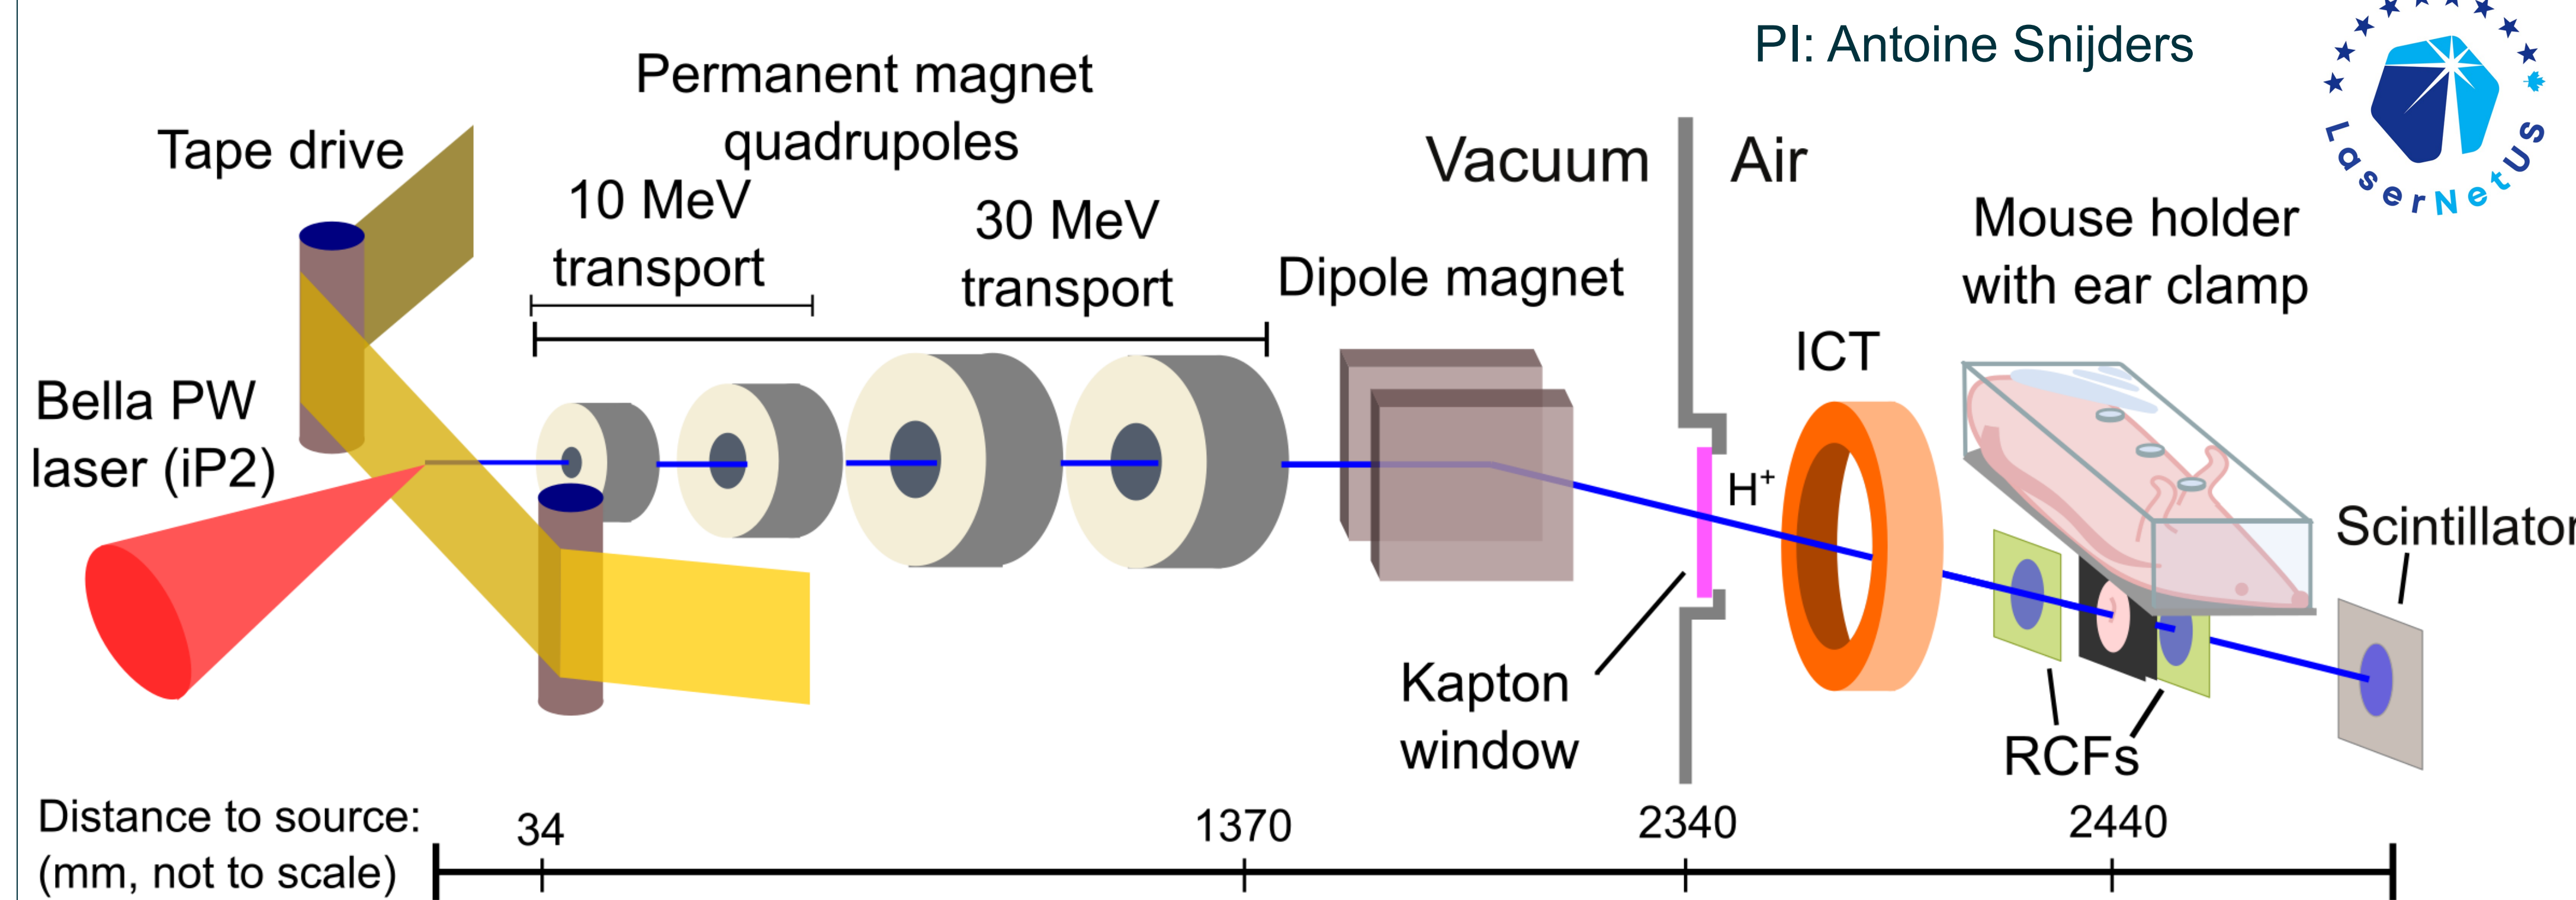 PI: Antoine Snijders
LaserNetUS
Permanent magnet
quadrupoles
Tape drive
10 MeV
transport
30 MeV
transport
Vacuum
Air
Dipole magnet
Mouse holder
with ear clamp
ICT
Bella PW
laser (iP2)
H⁺
Scintillator
Kapton
window
RCFs
Distance to source:
(mm, not to scale)
34
1370
2340
2440